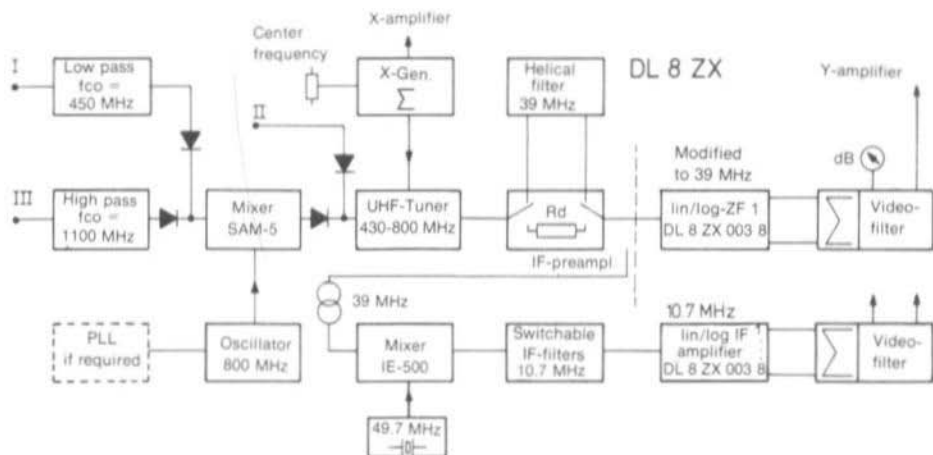 X-amplifier
Center
frequency
I
Low pass
fco =
450 MHz
X-Gen.
Σ
Helical
filter
39 MHz
DL 8 ZX
Y-amplifier
II
dB
III
High pass
fco =
1100 MHz
Mixer
SAM-5
UHF-Tuner
430-800 MHz
Rd
IF-preampl.
Modified
to 39 MHz
lin/log-ZF 1
DL 8 ZX 003 8
Σ
Video-
filter
39 MHz
PLL
if required
Oscillator
800 MHz
Mixer
IE-500
Switchable
IF-filters
10.7 MHz
10.7 MHz
lin/log IF
amplifier
DL 8 ZX 003 8
Σ
Video-
filter
49.7 MHz